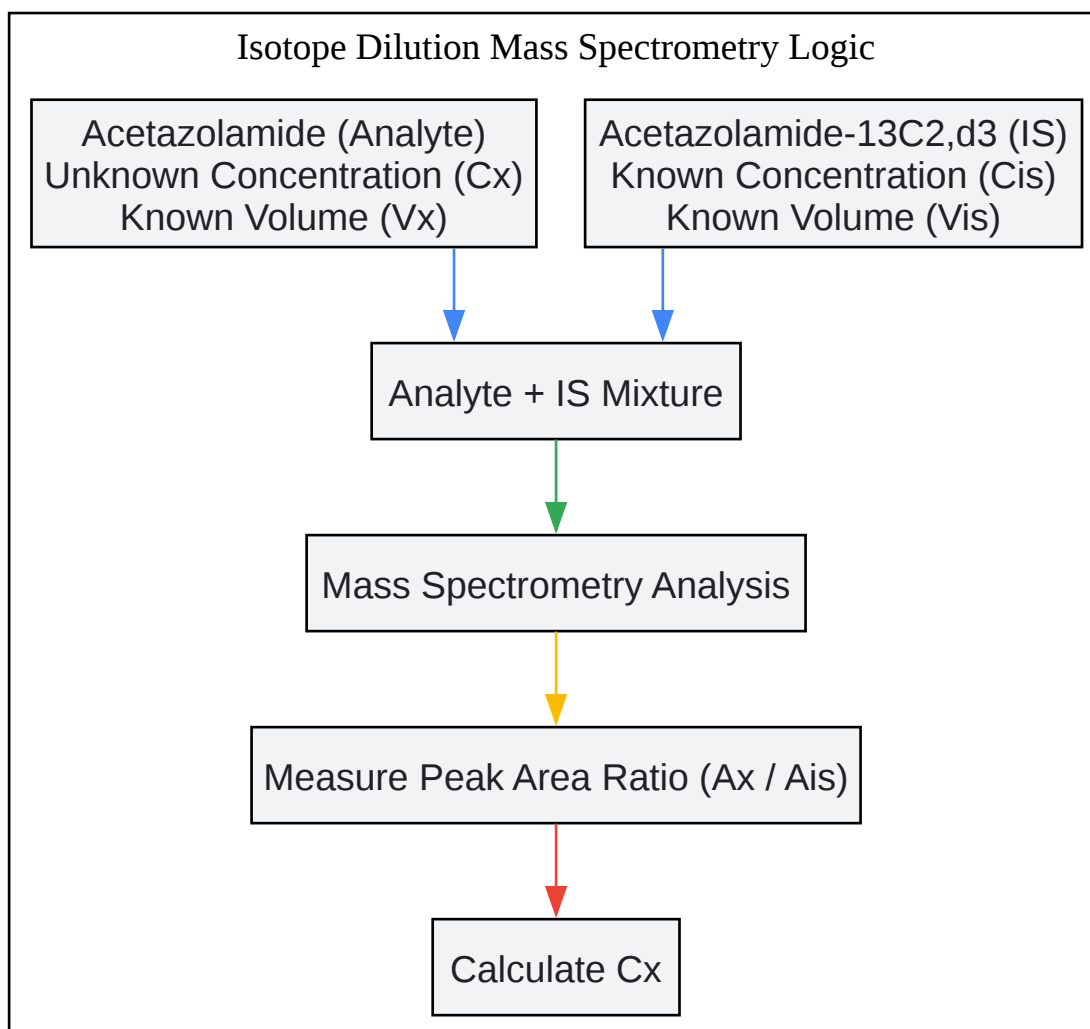 Isotope Dilution Mass Spectrometry Logic
Acetazolamide (Analyte)
Unknown Concentration (Cx)
Known Volume (Vx)
Acetazolamide-13C2,d3 (IS)
Known Concentration (Cis)
Known Volume (Vis)
Analyte + IS Mixture
Mass Spectrometry Analysis
Measure Peak Area Ratio (Ax / Ais)
Calculate Cx